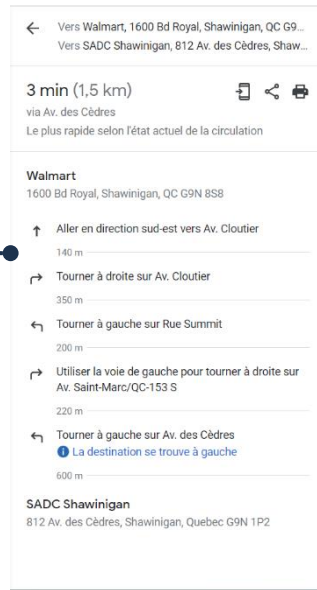 Vers Walmart, 1600 Bd Royal, Shawinigan, QC G9...
Vers SADC Shawinigan, 812 Av. des Cèdres, Shaw...
3 min (1,5 km)
via Av. des Cèdres
Le plus rapide selon l'état actuel de la circulation
Walmart
1600 Bd Royal, Shawinigan, QC G9N 8S8
Aller en direction sud-est vers Av. Cloutier
140 m
Tourner à droite sur Av. Cloutier
350 m
Tourner à gauche sur Rue Summit
200 m
Utiliser la voie de gauche pour tourner à droite sur
Av. Saint-Marc/QC-153 S
220 m
Tourner à gauche sur Av. des Cèdres
La destination se trouve à gauche
600 m
SADC Shawinigan
812 Av. des Cèdres, Shawinigan, Quebec G9N 1P2